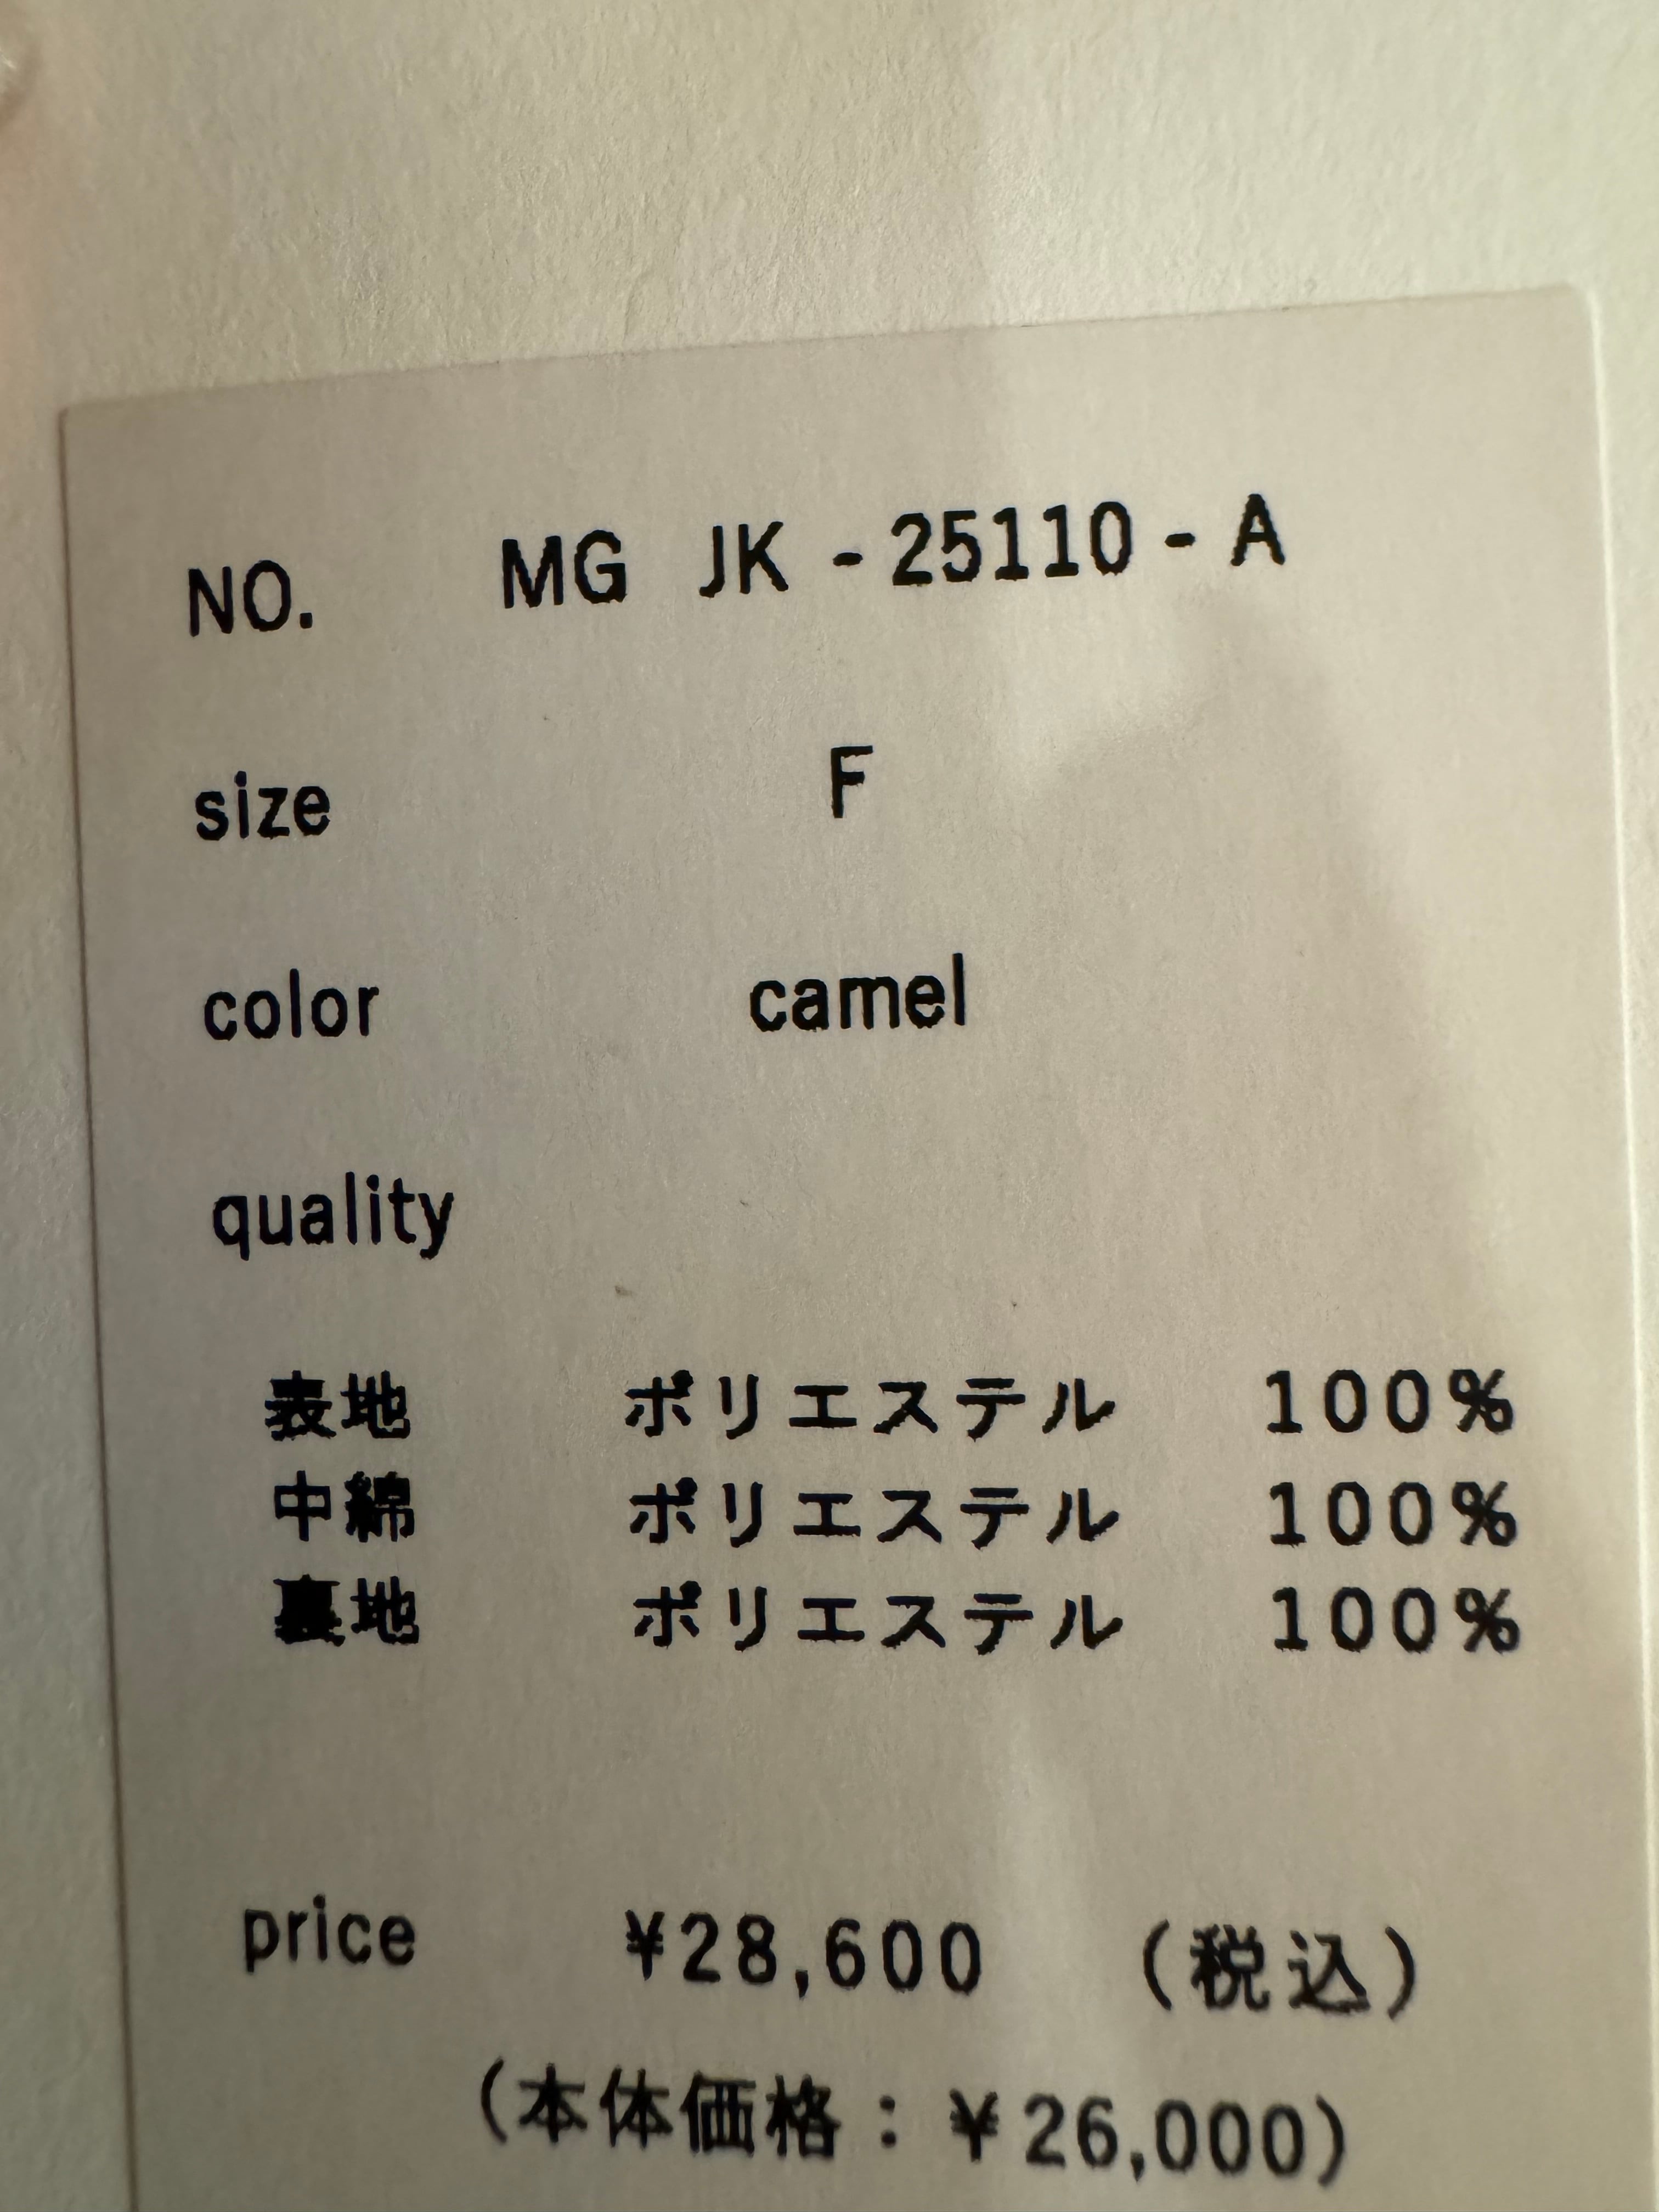 NO. MG JK - 25110 - A
size F
color camel
quality
表地 ポリエステル 100%
中綿 ポリエステル 100%
裏地 ポリエステル 100%
price ¥28,600 (税込)
(本体価格:¥26,000)